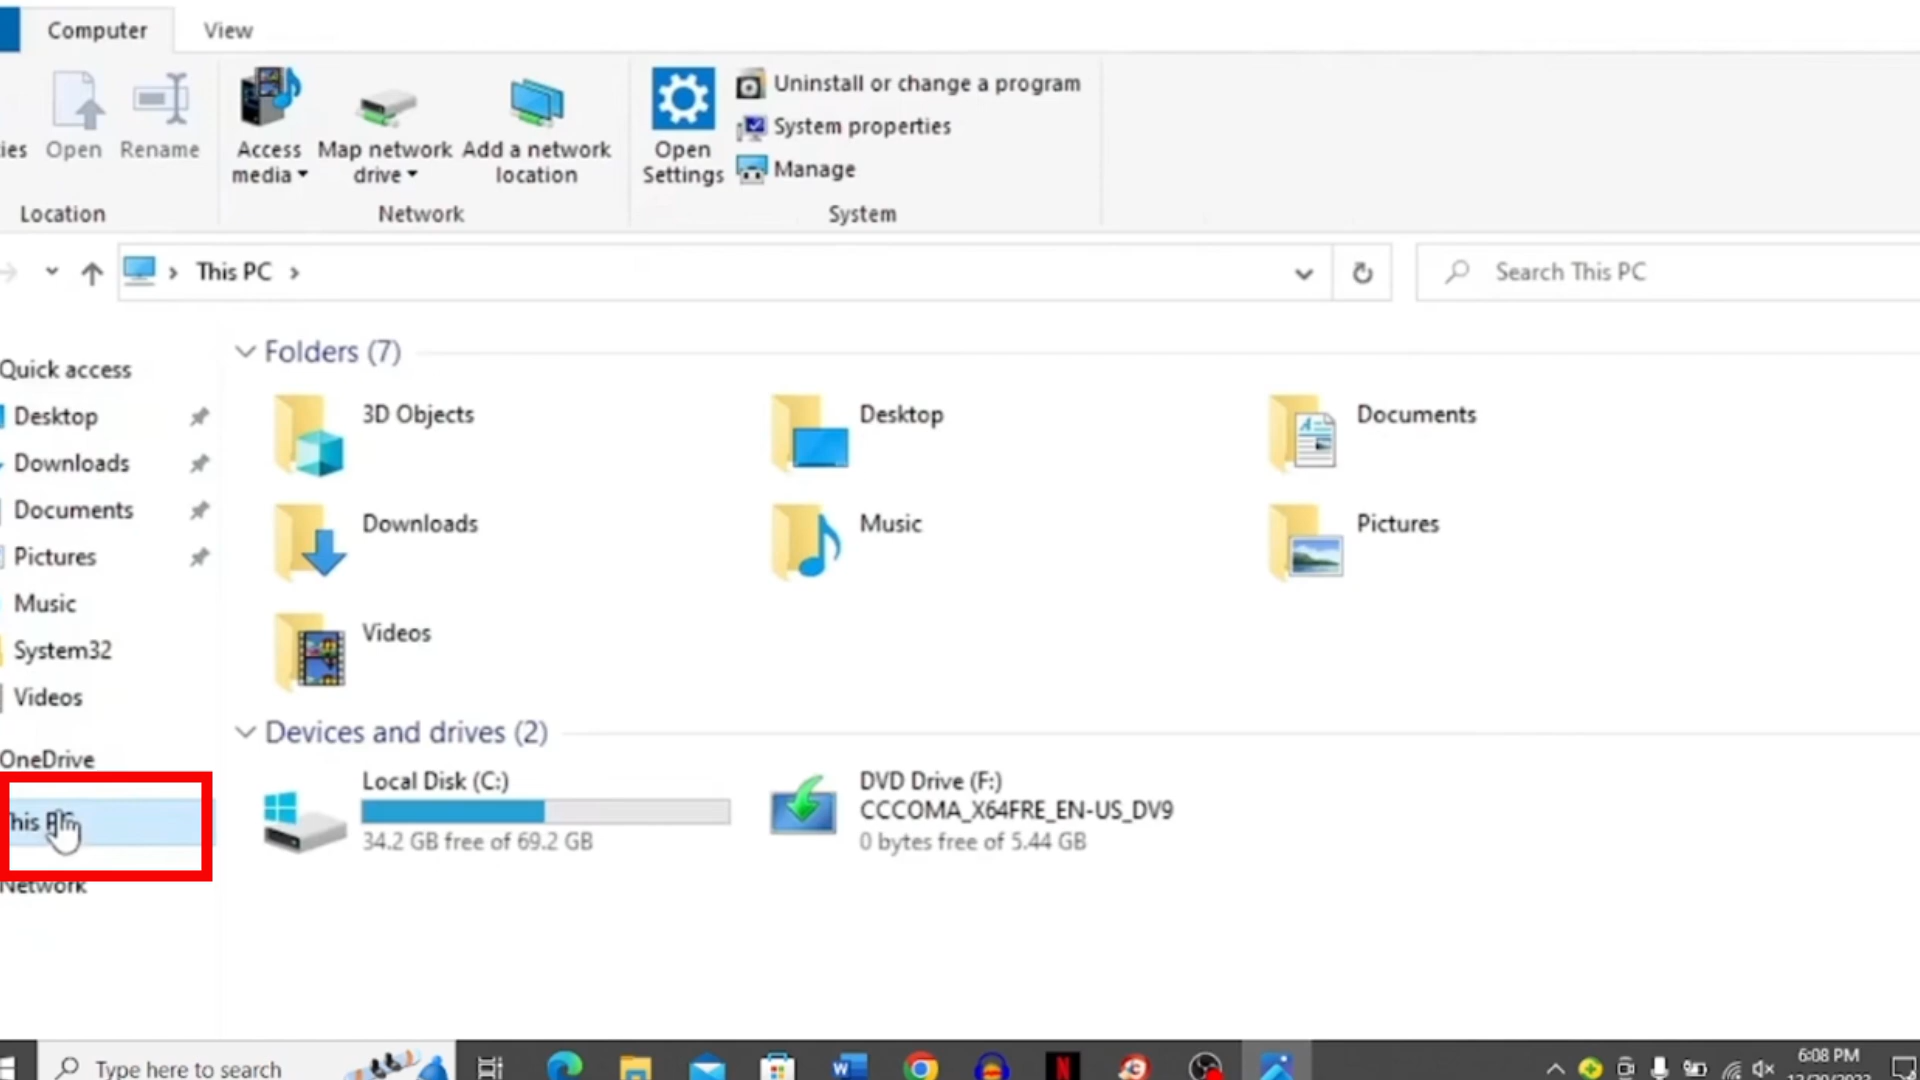 Computer View
ies Open Rename
Access media
Map network drive
Add a network location
Open Settings
Uninstall or change a program
System properties
Manage
Location Network System
This PC
Search This PC
Quick access
Desktop
Downloads
Documents
Pictures
Music
System32
Videos
OneDrive
his
Network
Folders (7)
3D Objects
Desktop
Documents
Downloads
Music
Pictures
Videos
Devices and drives (2)
Local Disk (C:)
34.2 GB free of 69.2 GB
DVD Drive (F:)
CCCOMA_X64FRE_EN-US_DV9
0 bytes free of 5.44 GB
Type here to search
6:08 PM